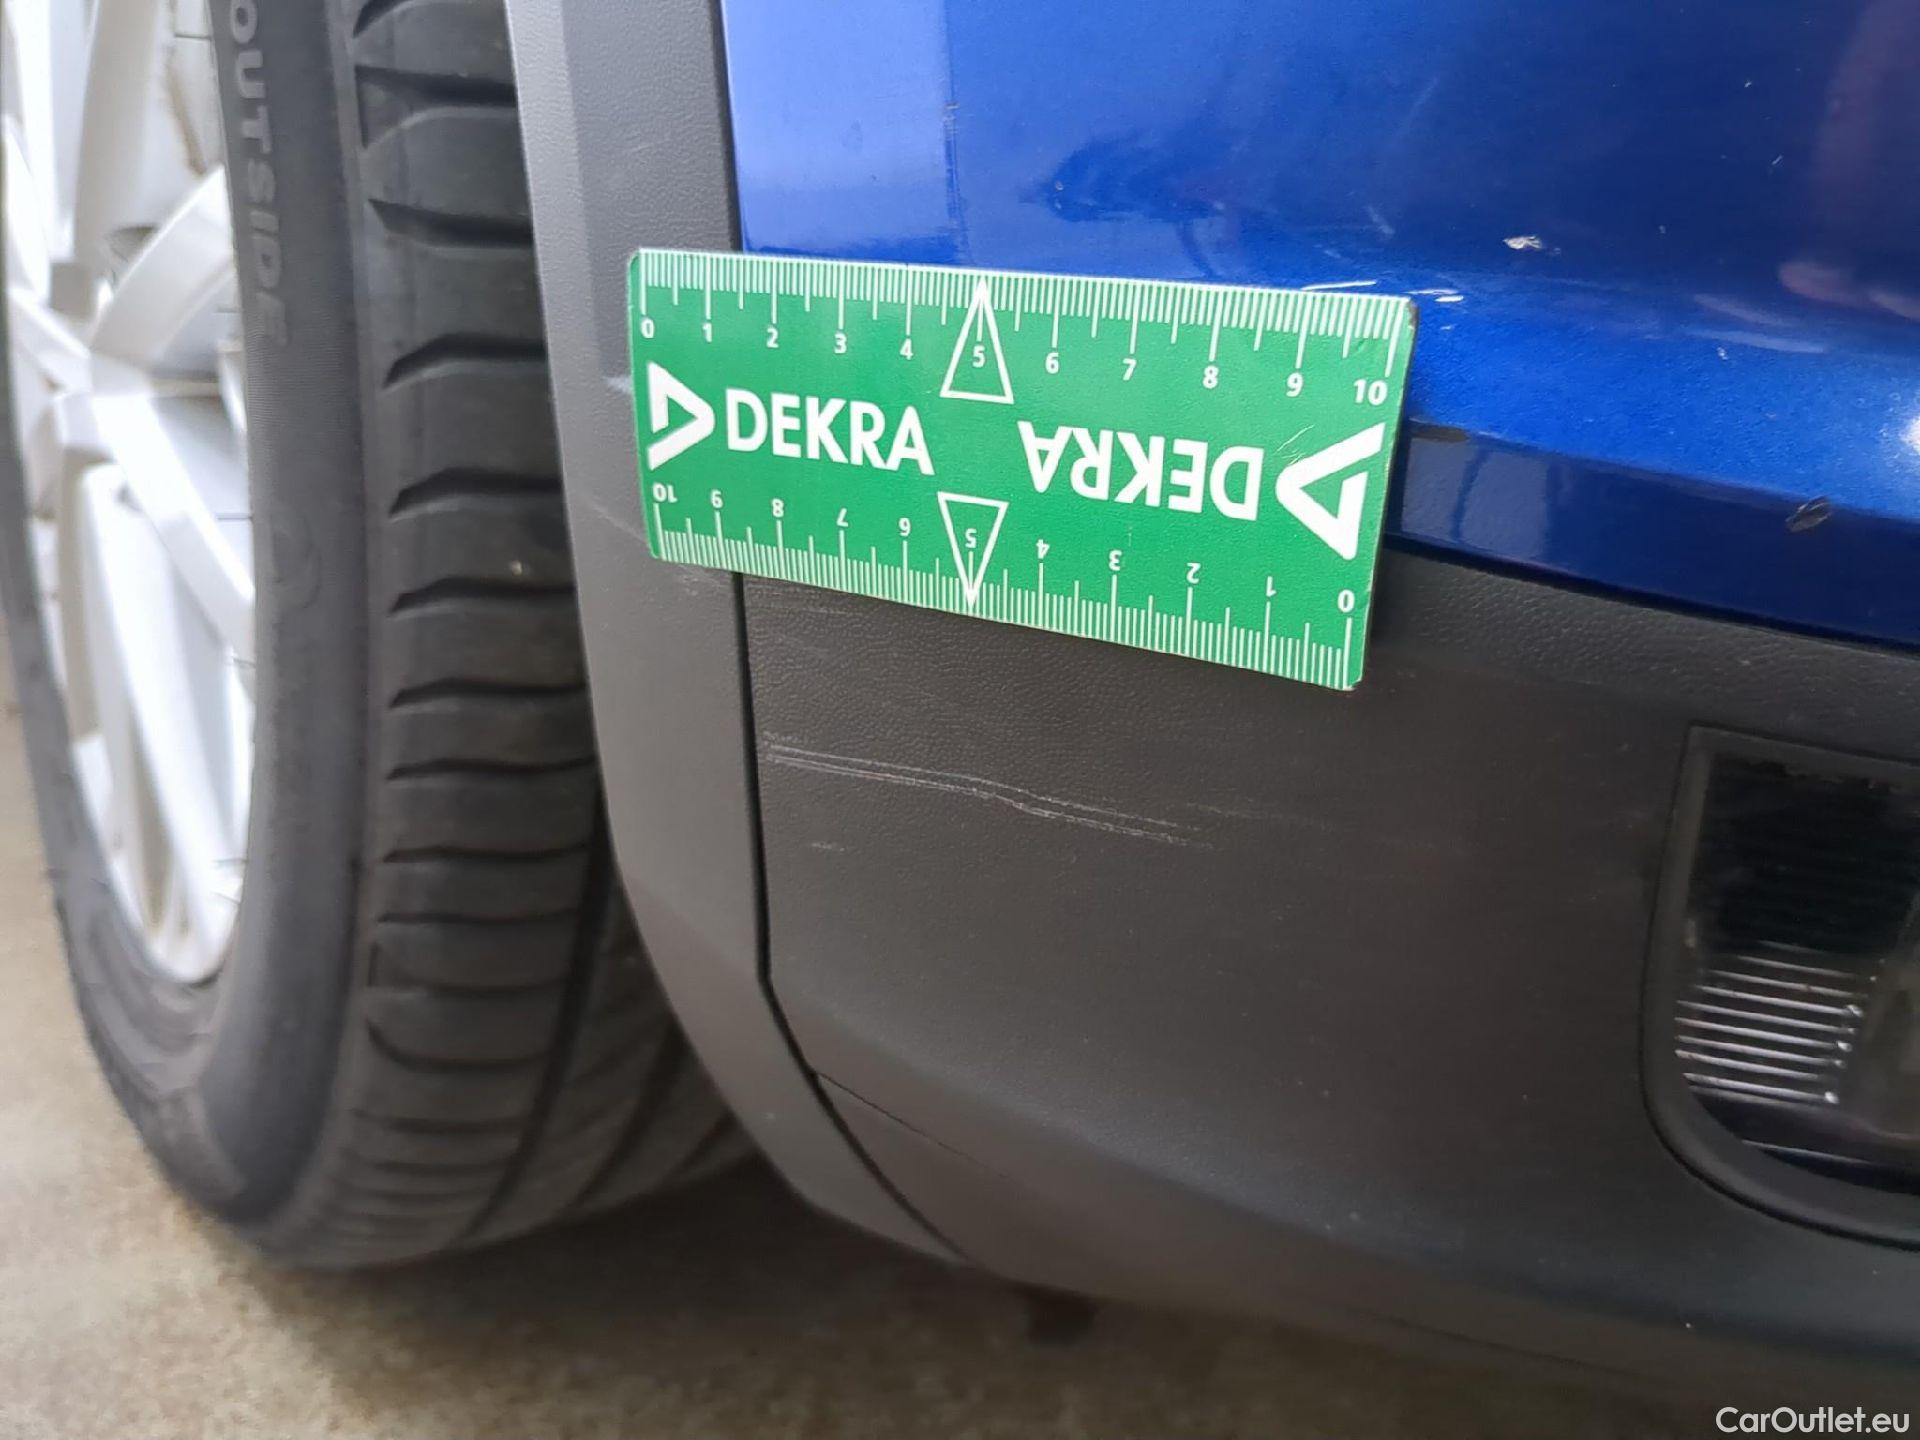 OUTSIDE
0 1 2 3 4 5 6 7 8 9 10
DEKRA
DEKRA
10 9 8 7 6 5 4 3 2 1 0
CarOutlet.eu